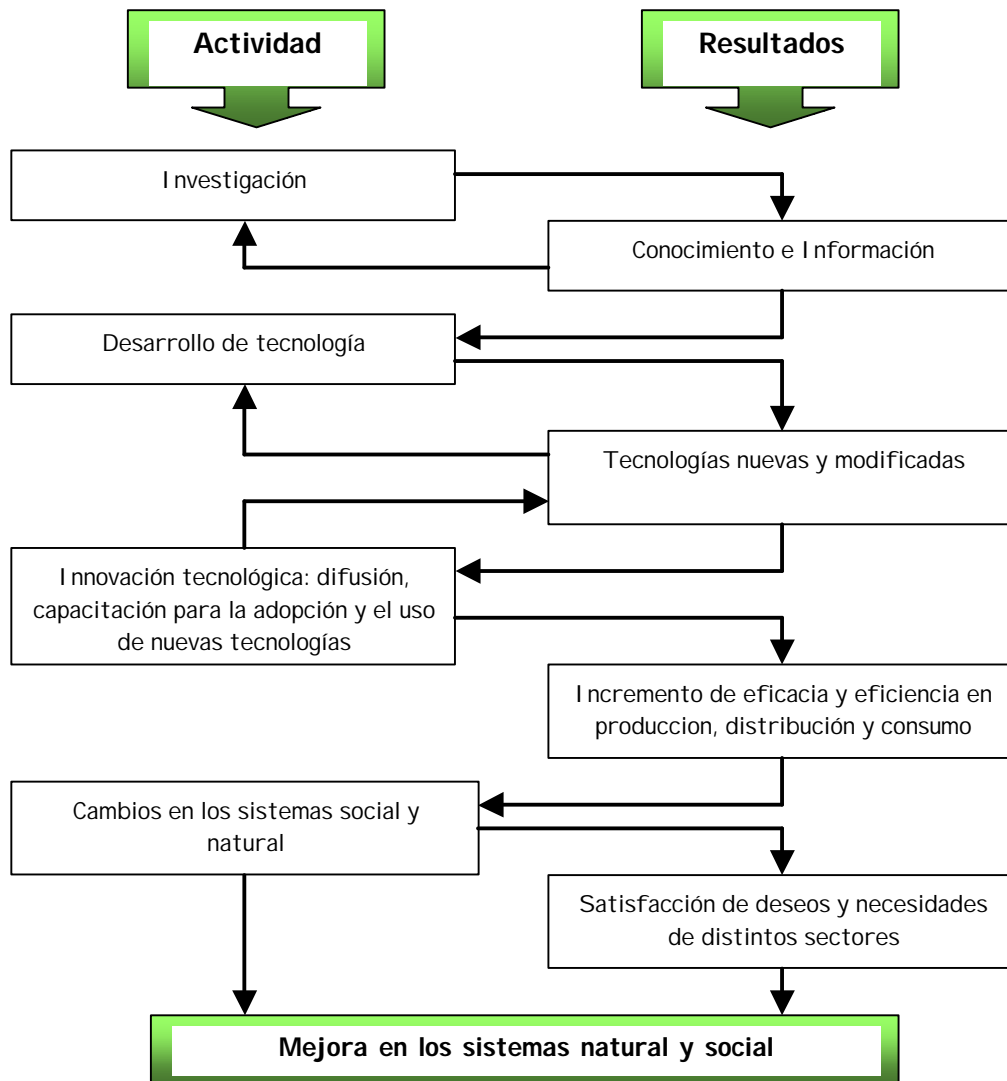 Actividad
Resultados
Investigación
Conocimiento e Información
Desarrollo de tecnología
Tecnologías nuevas y modificadas
Innovación tecnológica: difusión,
capacitación para la adopción y el uso
de nuevas tecnologías
Incremento de eficacia y eficiencia en
produccion, distribución y consumo
Cambios en los sistemas social y
natural
Satisfacción de deseos y necesidades
de distintos sectores
Mejora en los sistemas natural y social